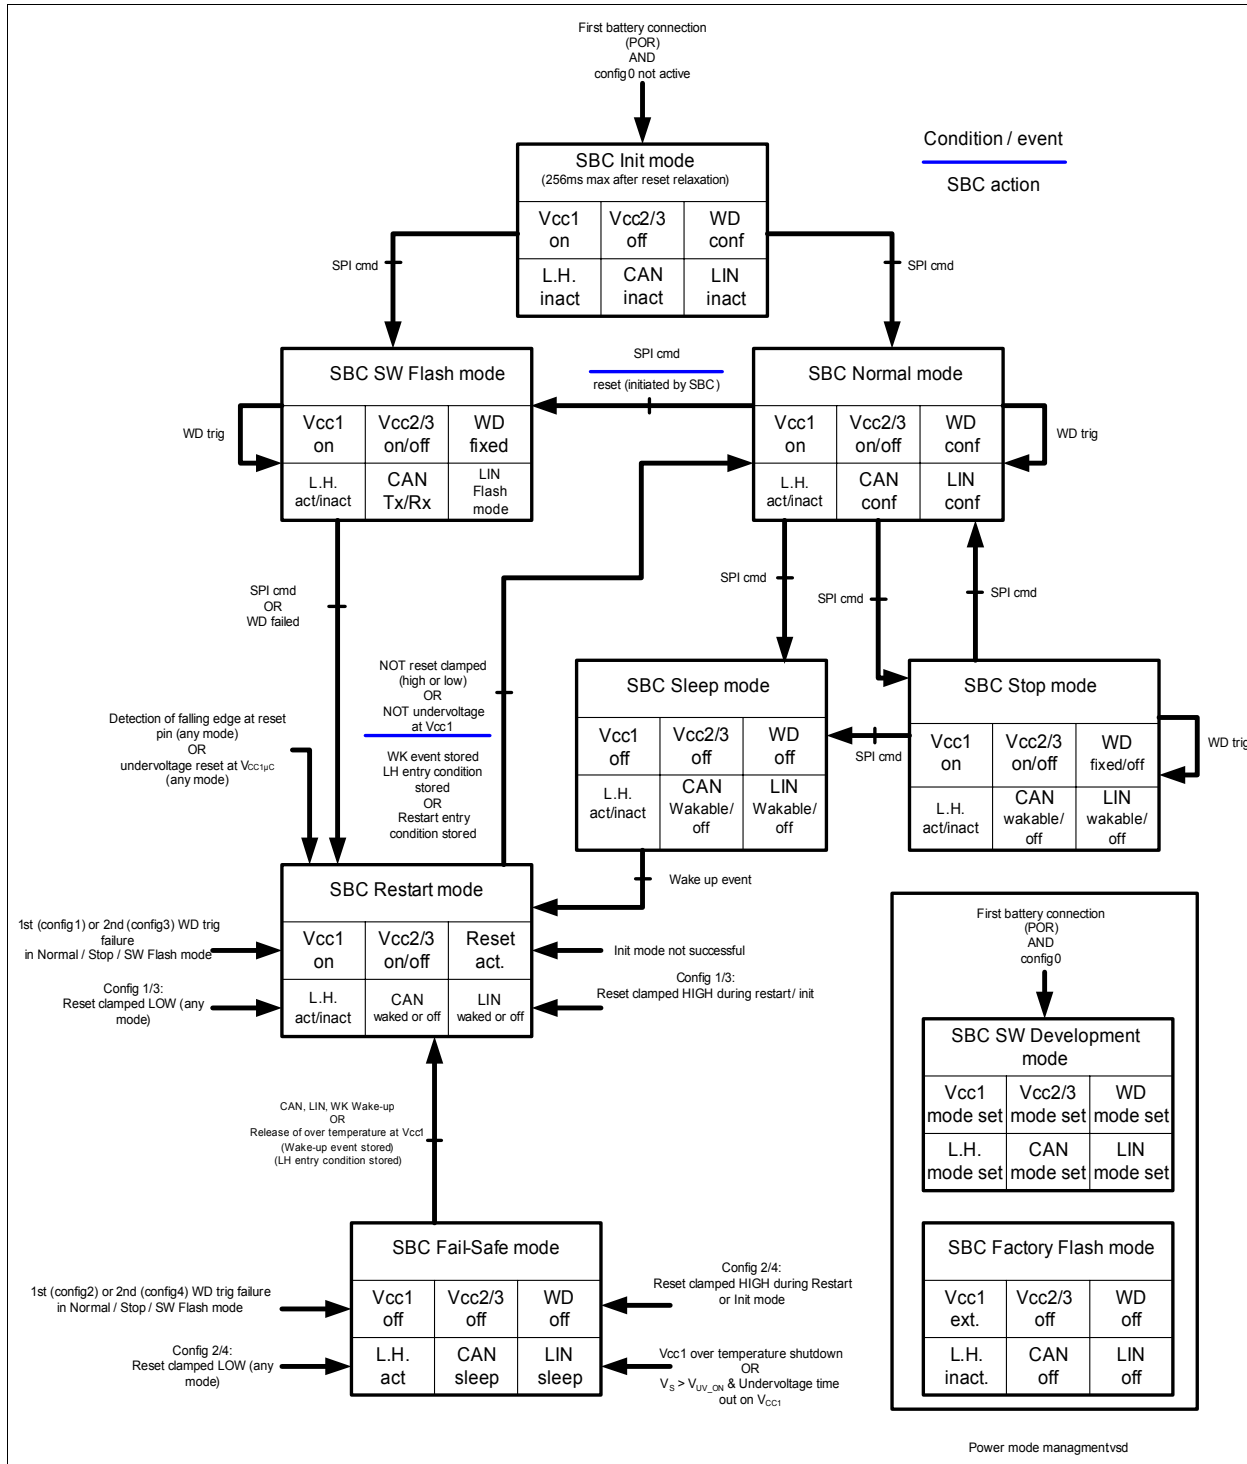 First battery connection
(POR)
AND
config0 not active
Condition / event
SBC action
SBC Init mode
(256ms max after reset relaxation)
Vcc1
on
Vcc2/3
off
WD
conf
L.H.
inact
CAN
inact
LIN
inact
SPI cmd
SPI cmd
SBC SW Flash mode
Vcc1
on
Vcc2/3
on/off
WD
fixed
L.H.
act/inact
CAN
Tx/Rx
LIN
Flash
mode
WD trig
SPI cmd
reset (initiated by SBC)
SBC Normal mode
Vcc1
on
Vcc2/3
on/off
WD
conf
L.H.
act/inact
CAN
conf
LIN
conf
WD trig
SPI cmd
OR
WD failed
SPI cmd
SPI cmd
SPI cmd
NOT reset clamped
(high or low)
OR
NOT undervoltage
at Vcc1
WK event stored
LH entry condition
stored
OR
Restart entry
condition stored
Detection of falling edge at reset
pin (any mode)
OR
undervoltage reset at VCC1µC
(any mode)
SBC Sleep mode
Vcc1
off
Vcc2/3
off
WD
off
L.H.
act/inact
CAN
Wakable/
off
LIN
Wakable/
off
SPI cmd
SBC Stop mode
Vcc1
on
Vcc2/3
on/off
WD
fixed/off
L.H.
act/inact
CAN
wakable/
off
LIN
wakable/
off
WD trig
Wake up event
SBC Restart mode
Vcc1
on
Vcc2/3
on/off
Reset
act.
L.H.
act/inact
CAN
waked or off
LIN
waked or off
1st (config1) or 2nd (config3) WD trig
failure
in Normal / Stop / SW Flash mode
Config 1/3:
Reset clamped LOW (any
mode)
Init mode not successful
Config 1/3:
Reset clamped HIGH during restart / init
CAN, LIN, WK Wake-up
OR
Release of over temperature at Vcc1
(Wake-up event stored)
(LH entry condition stored)
SBC Fail-Safe mode
Vcc1
off
Vcc2/3
off
WD
off
L.H.
act
CAN
sleep
LIN
sleep
1st (config2) or 2nd (config4) WD trig failure
in Normal / Stop / SW Flash mode
Config 2/4:
Reset clamped LOW (any
mode)
Config 2/4:
Reset clamped HIGH during Restart
or Init mode
Vcc1 over temperature shutdown
OR
VS > VUV_ON & Undervoltage time
out on VCC1
First battery connection
(POR)
AND
config0
SBC SW Development
mode
Vcc1
mode set
Vcc2/3
mode set
WD
mode set
L.H.
mode set
CAN
mode set
LIN
mode set
SBC Factory Flash mode
Vcc1
ext.
Vcc2/3
off
WD
off
L.H.
inact.
CAN
off
LIN
off
Power mode managmentvsd